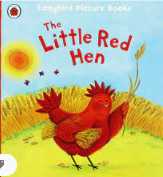 Ladybird Picture Books
The
Little Red
Hen